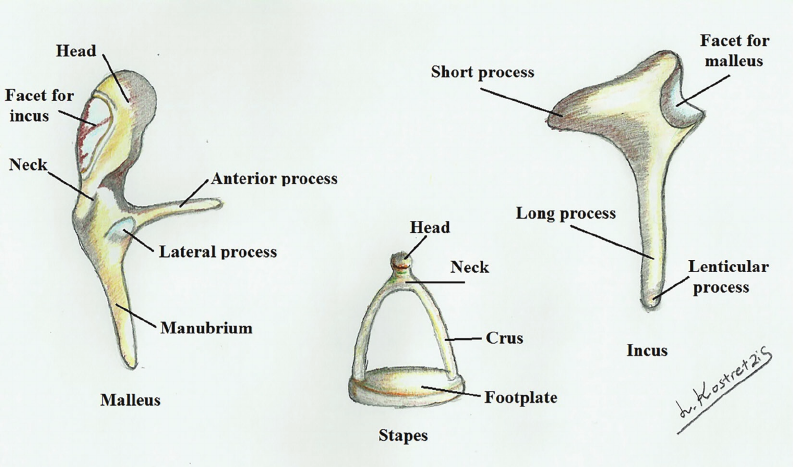 Head
Facet for
incus
Neck
Anterior process
Lateral process
Manubrium
Malleus
Head
Neck
Crus
Footplate
Stapes
Short process
Facet for
malleus
Long process
Lenticular
process
Incus
L. Kostretzis